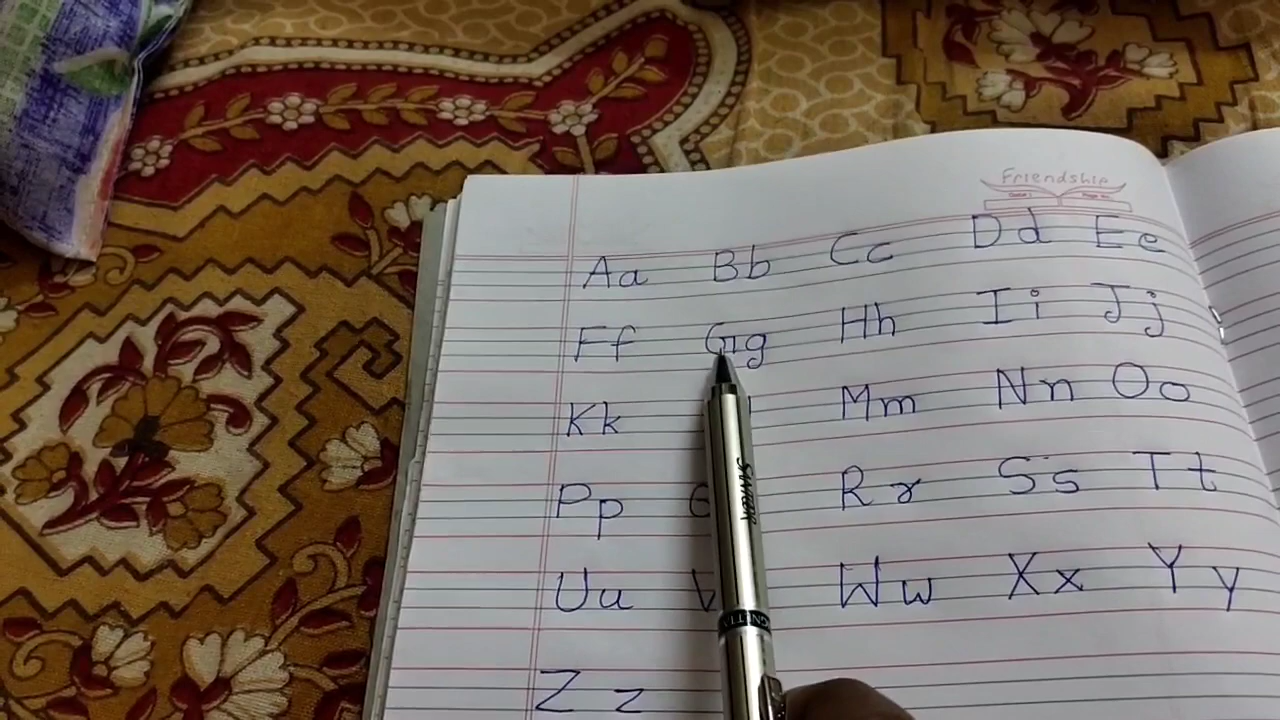 Friendship
Aa Bb Cc Dd Ee
Ff Gg Hh Ii Jj
Kk Mm Nn Oo
Pp Rr Ss Tt
Uu Ww Xx Yy
Zz